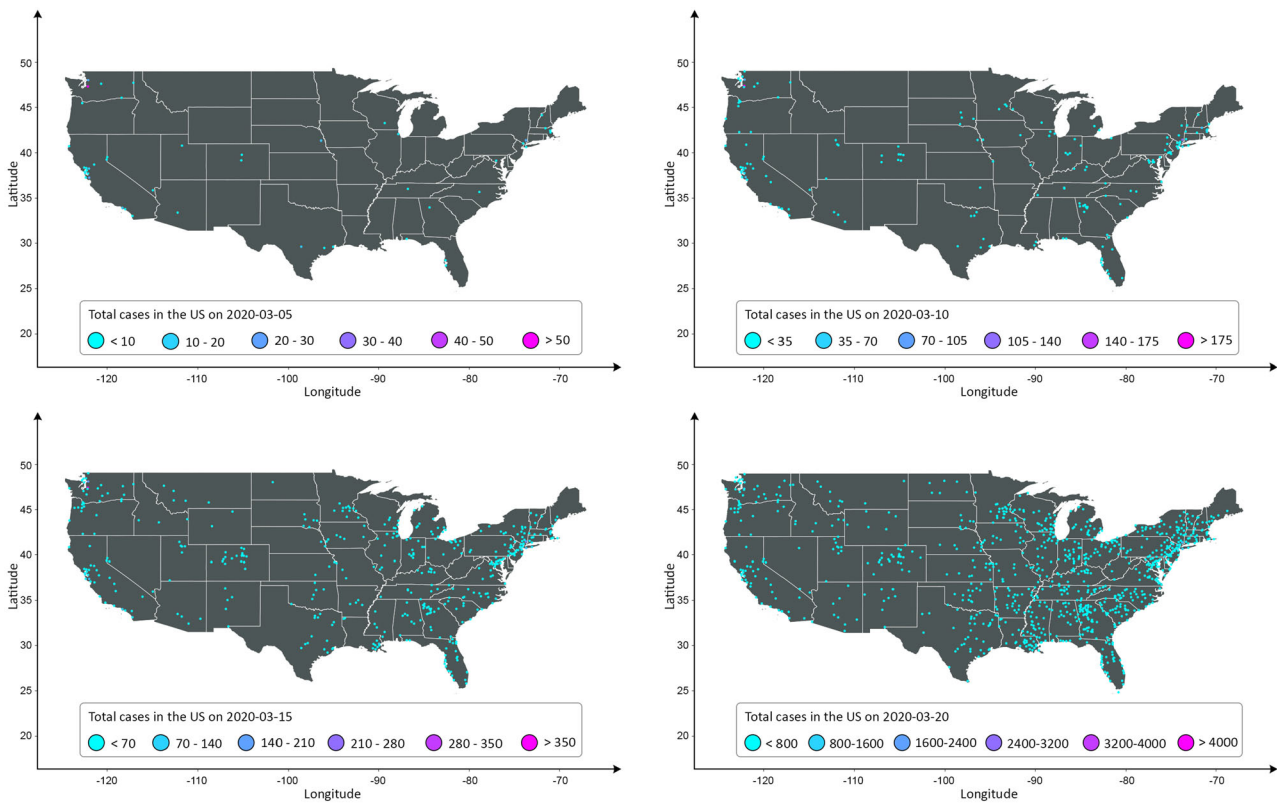 50
45
40
35
30
25
20
Latitude
Total cases in the US on 2020-03-05
< 10
10 - 20
20 - 30
30 - 40
40 - 50
> 50
-120
-110
-100
-90
-80
-70
Longitude
50
45
40
35
30
25
20
Latitude
Total cases in the US on 2020-03-10
< 35
35 - 70
70 - 105
105 - 140
140 - 175
> 175
-120
-110
-100
-90
-80
-70
Longitude
50
45
40
35
30
25
20
Latitude
Total cases in the US on 2020-03-15
< 70
70 - 140
140 - 210
210 - 280
280 - 350
> 350
-120
-110
-100
-90
-80
-70
Longitude
50
45
40
35
30
25
20
Latitude
Total cases in the US on 2020-03-20
< 800
800-1600
1600-2400
2400-3200
3200-4000
> 4000
-120
-110
-100
-90
-80
-70
Longitude